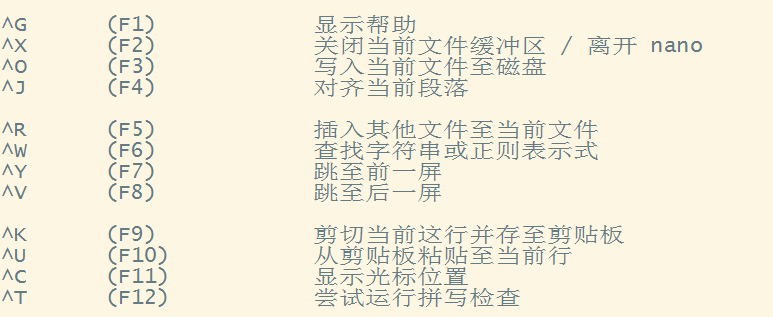 ^G (F1) 显示帮助
^X (F2) 关闭当前文件缓冲区 / 离开 nano
^O (F3) 写入当前文件至磁盘
^J (F4) 对齐当前段落
^R (F5) 插入其他文件至当前文件
^W (F6) 查找字符串或正则表示式
^Y (F7) 跳至前一屏
^V (F8) 跳至后一屏
^K (F9) 剪切当前这行并存至剪贴板
^U (F10) 从剪贴板粘贴至当前行
^C (F11) 显示光标位置
^T (F12) 尝试运行拼写检查